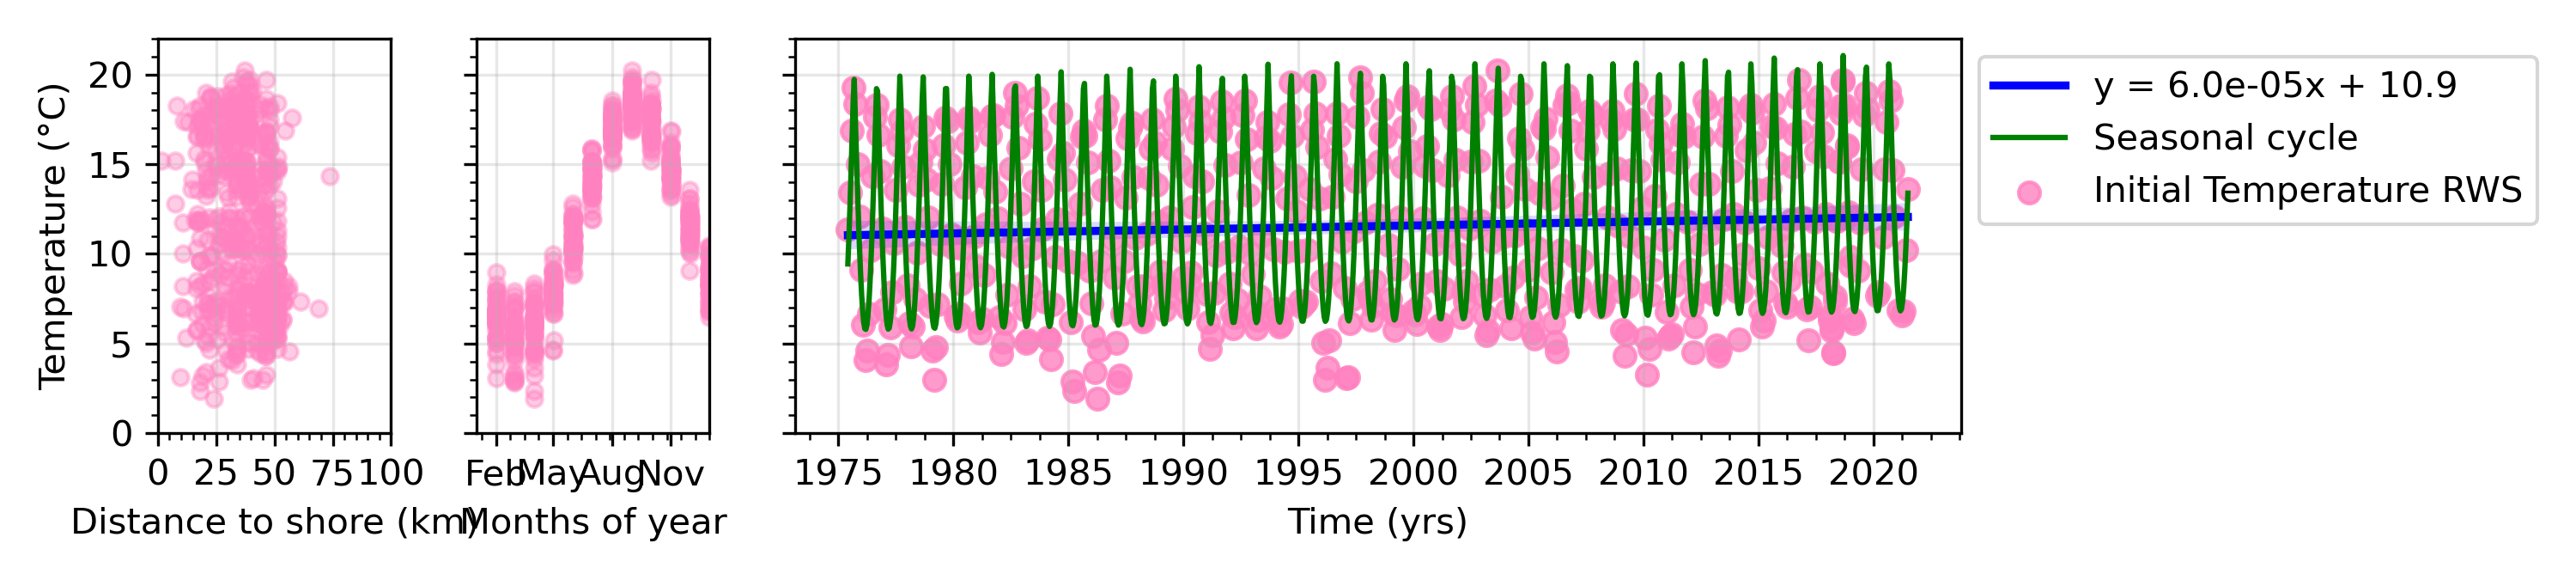 Temperature (°C)
20
15
10
5
0
0 25 50 75 100
Distance to shore (km)
Feb May Aug Nov
Months of year
1975 1980 1985 1990 1995 2000 2005 2010 2015 2020
Time (yrs)
y = 6.0e-05x + 10.9
Seasonal cycle
Initial Temperature RWS